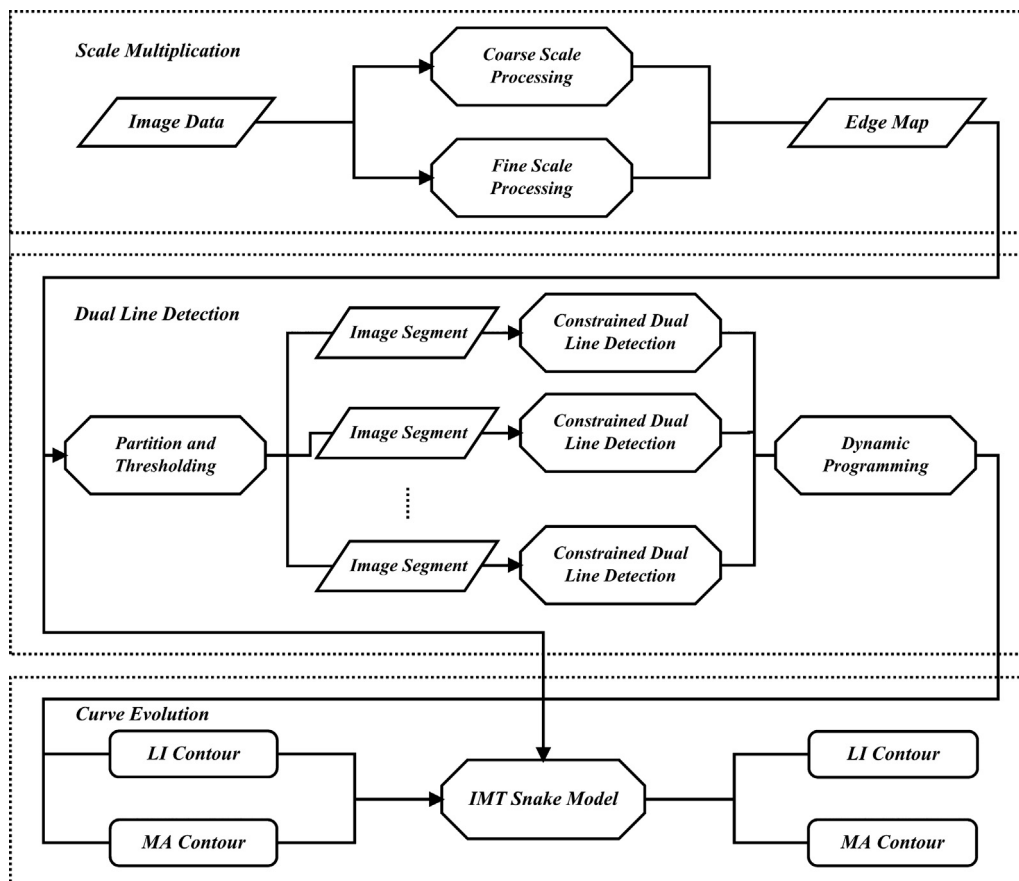 Scale Multiplication
Coarse Scale
Processing
Image Data
Edge Map
Fine Scale
Processing
Dual Line Detection
Image Segment
Constrained Dual
Line Detection
Partition and
Thresholding
Image Segment
Constrained Dual
Line Detection
Dynamic
Programming
Image Segment
Constrained Dual
Line Detection
Curve Evolution
LI Contour
MA Contour
IMT Snake Model
LI Contour
MA Contour